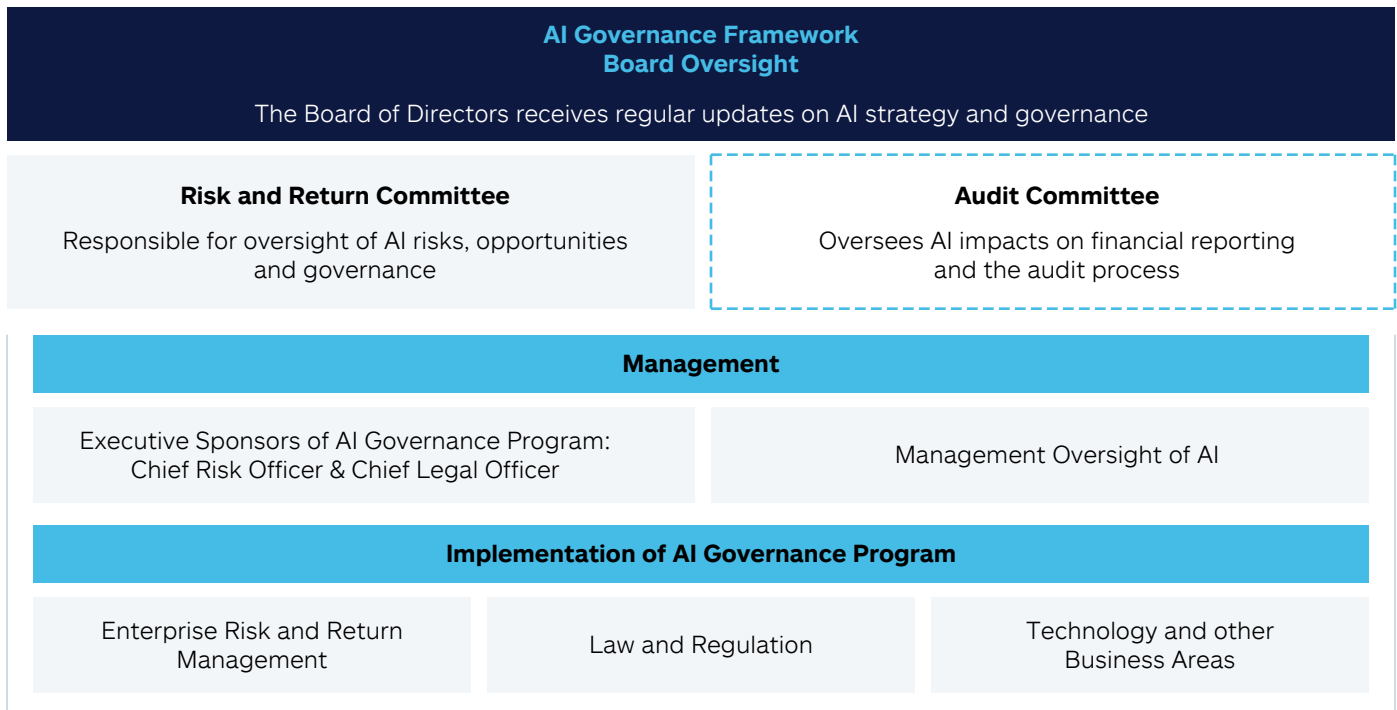 AI Governance Framework
Board Oversight
The Board of Directors receives regular updates on AI strategy and governance
Risk and Return Committee
Responsible for oversight of AI risks, opportunities
and governance
Audit Committee
Oversees AI impacts on financial reporting
and the audit process
Management
Executive Sponsors of AI Governance Program:
Chief Risk Officer & Chief Legal Officer
Management Oversight of AI
Implementation of AI Governance Program
Enterprise Risk and Return
Management
Law and Regulation
Technology and other
Business Areas